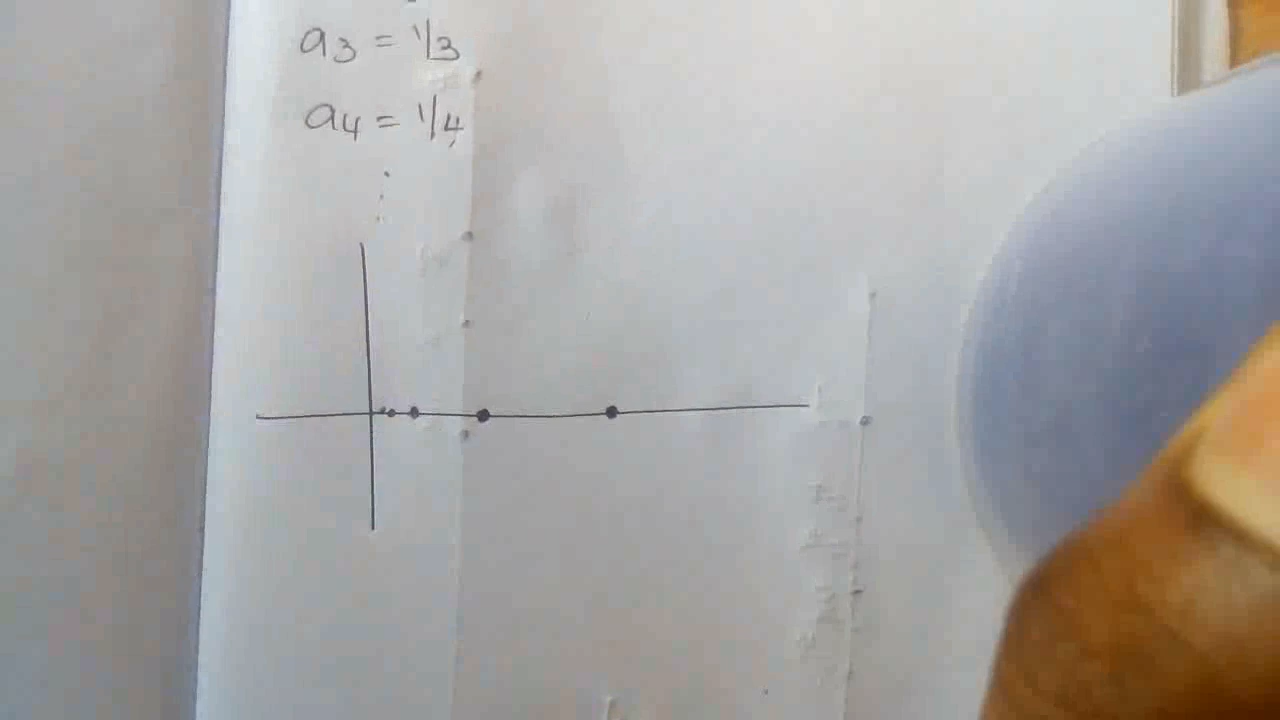 a₃ = 1/3
a₄ = 1/4